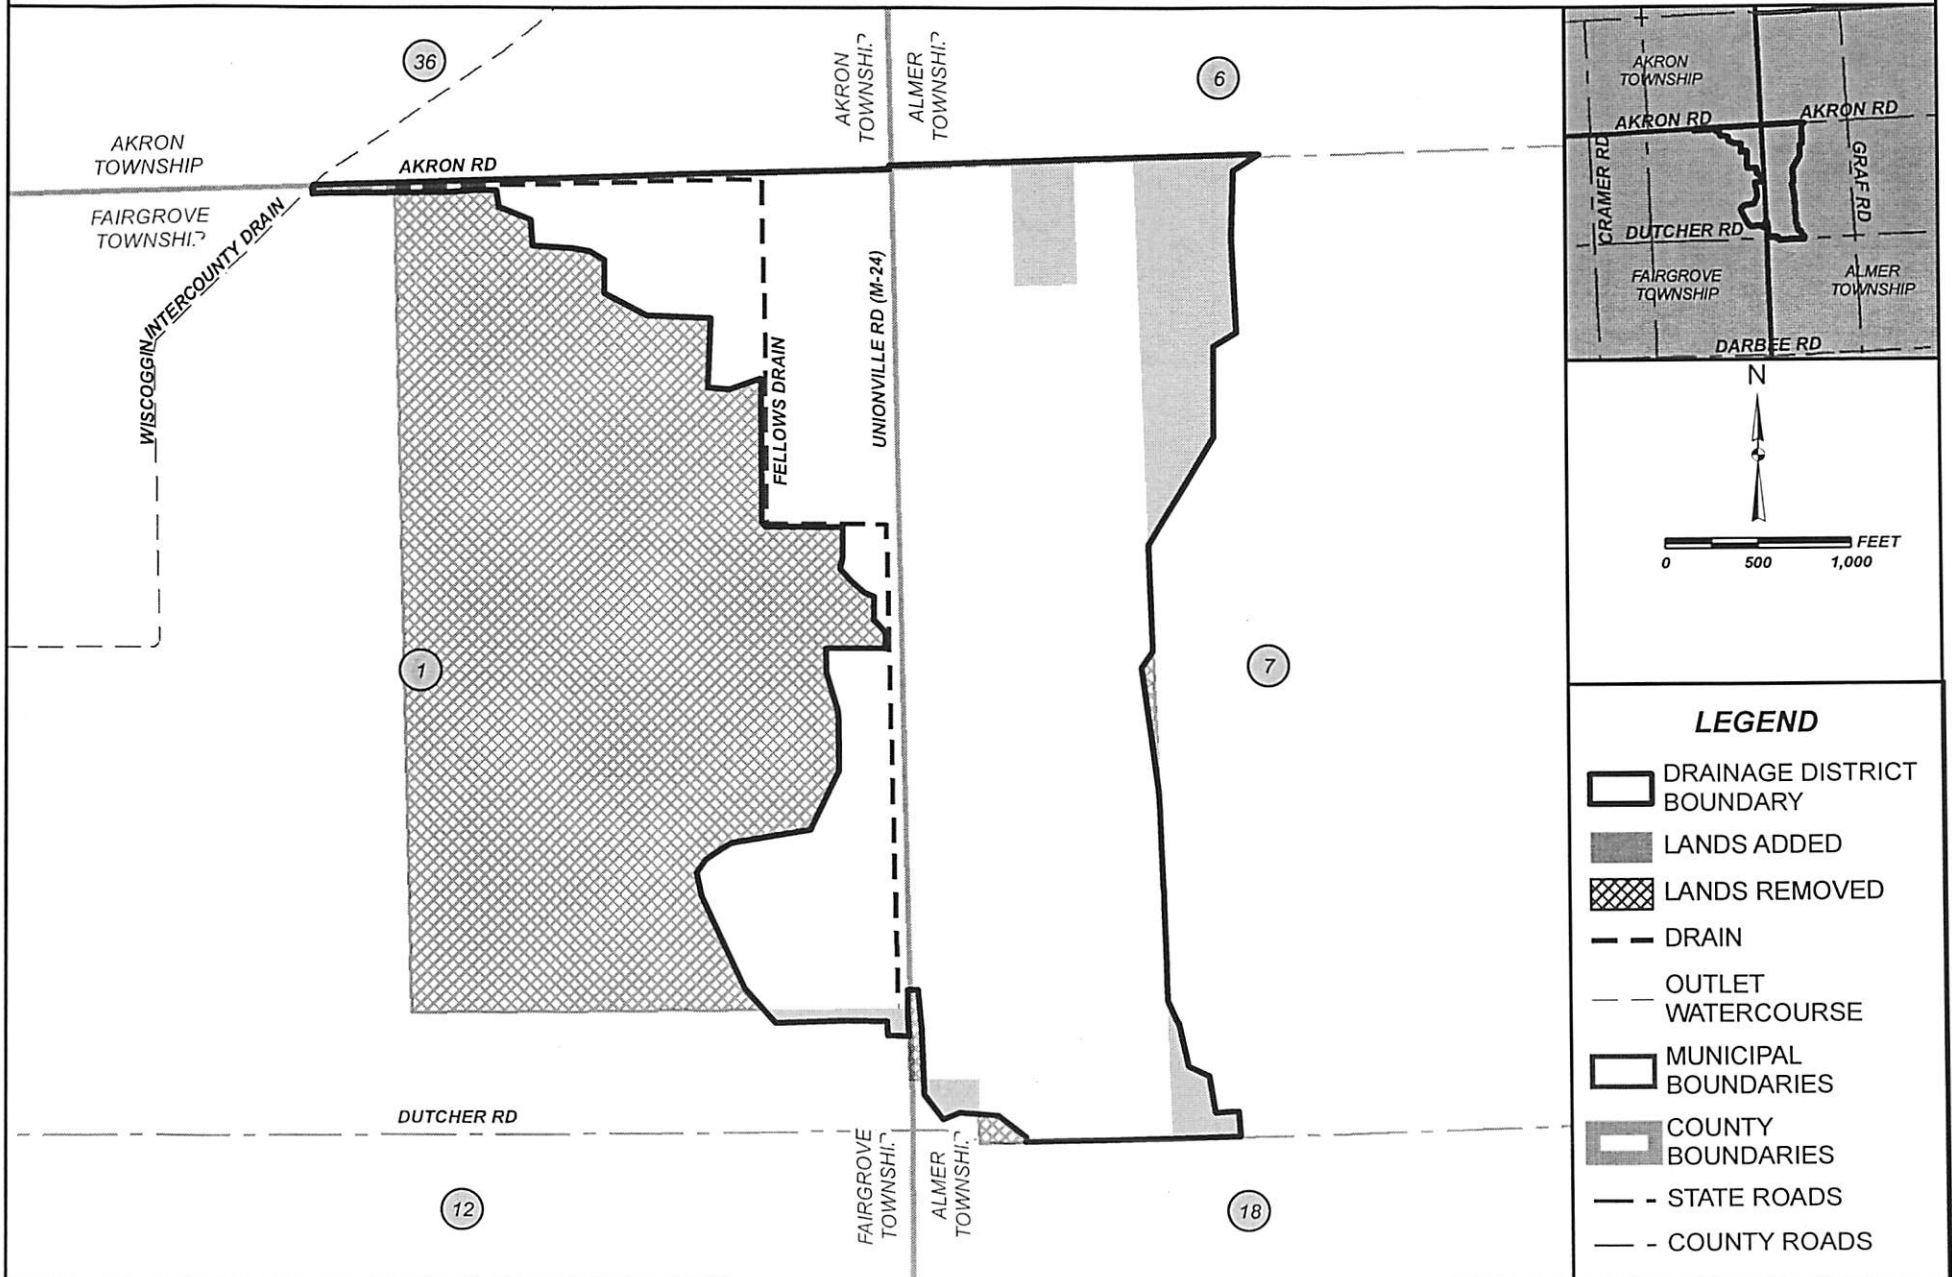 36
6
AKRON
TOWNSHIP
ALMER
TOWNSHIP
AKRON
TOWNSHIP
AKRON RD
FAIRGROVE
TOWNSHIP
WISCOGGIN INTERCOUNTY DRAIN
UNIONVILLE RD (M-24)
FELLOWS DRAIN
1
7
DUTCHER RD
FAIRGROVE
TOWNSHIP
ALMER
TOWNSHIP
12
18
AKRON
TOWNSHIP
AKRON RD
AKRON RD
CRAMER RD
GRAF RD
DUTCHER RD
FAIRGROVE
TOWNSHIP
ALMER
TOWNSHIP
DARBEE RD
N
FEET
0 500 1,000
LEGEND
DRAINAGE DISTRICT
BOUNDARY
LANDS ADDED
LANDS REMOVED
DRAIN
OUTLET
WATERCOURSE
MUNICIPAL
BOUNDARIES
COUNTY
BOUNDARIES
STATE ROADS
COUNTY ROADS